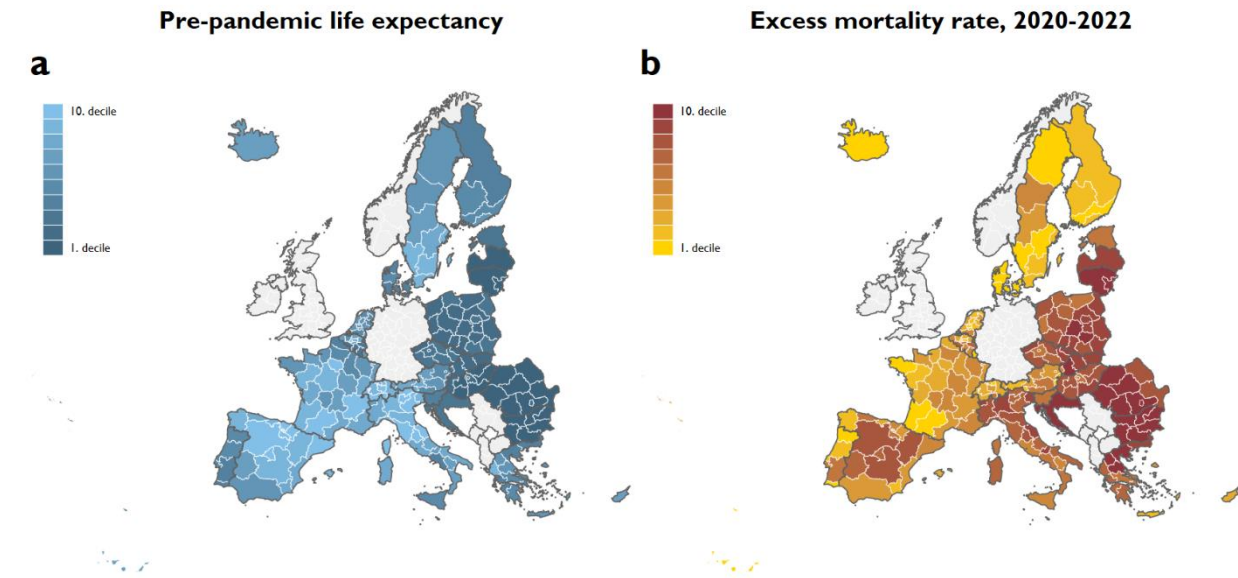 Pre-pandemic life expectancy
Excess mortality rate, 2020-2022
a
10. decile
1. decile
b
10. decile
1. decile